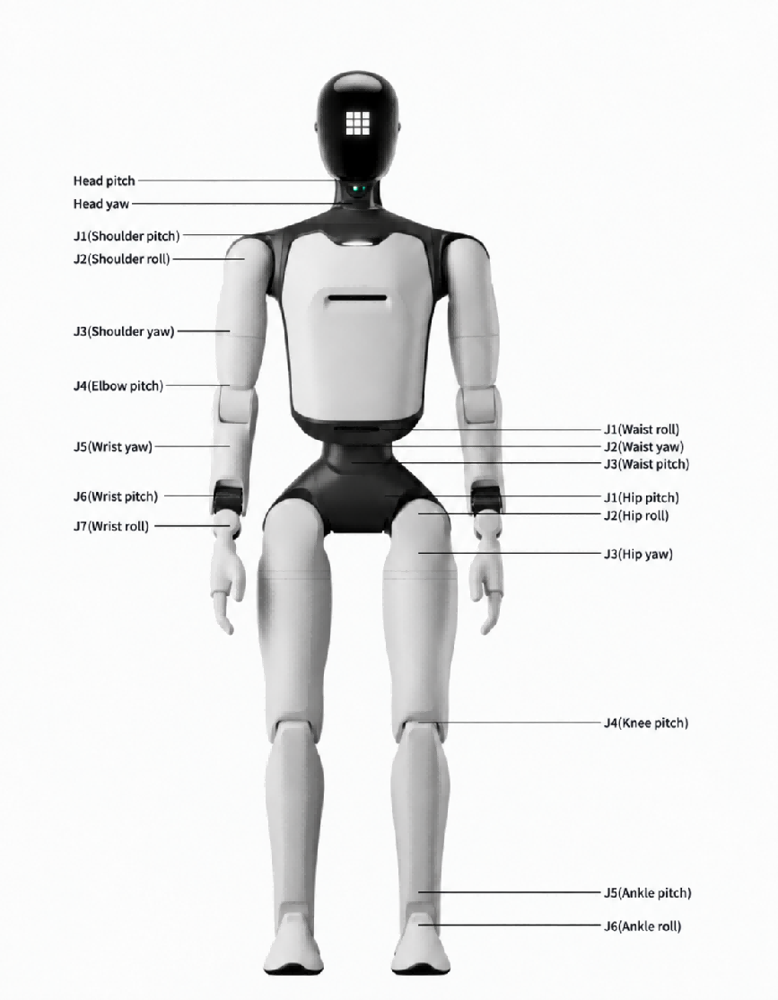 Head pitch
Head yaw
J1(Shoulder pitch)
J2(Shoulder roll)
J3(Shoulder yaw)
J4(Elbow pitch)
J5(Wrist yaw)
J6(Wrist pitch)
J7(Wrist roll)
J1(Waist roll)
J2(Waist yaw)
J3(Waist pitch)
J1(Hip pitch)
J2(Hip roll)
J3(Hip yaw)
J4(Knee pitch)
J5(Ankle pitch)
J6(Ankle roll)